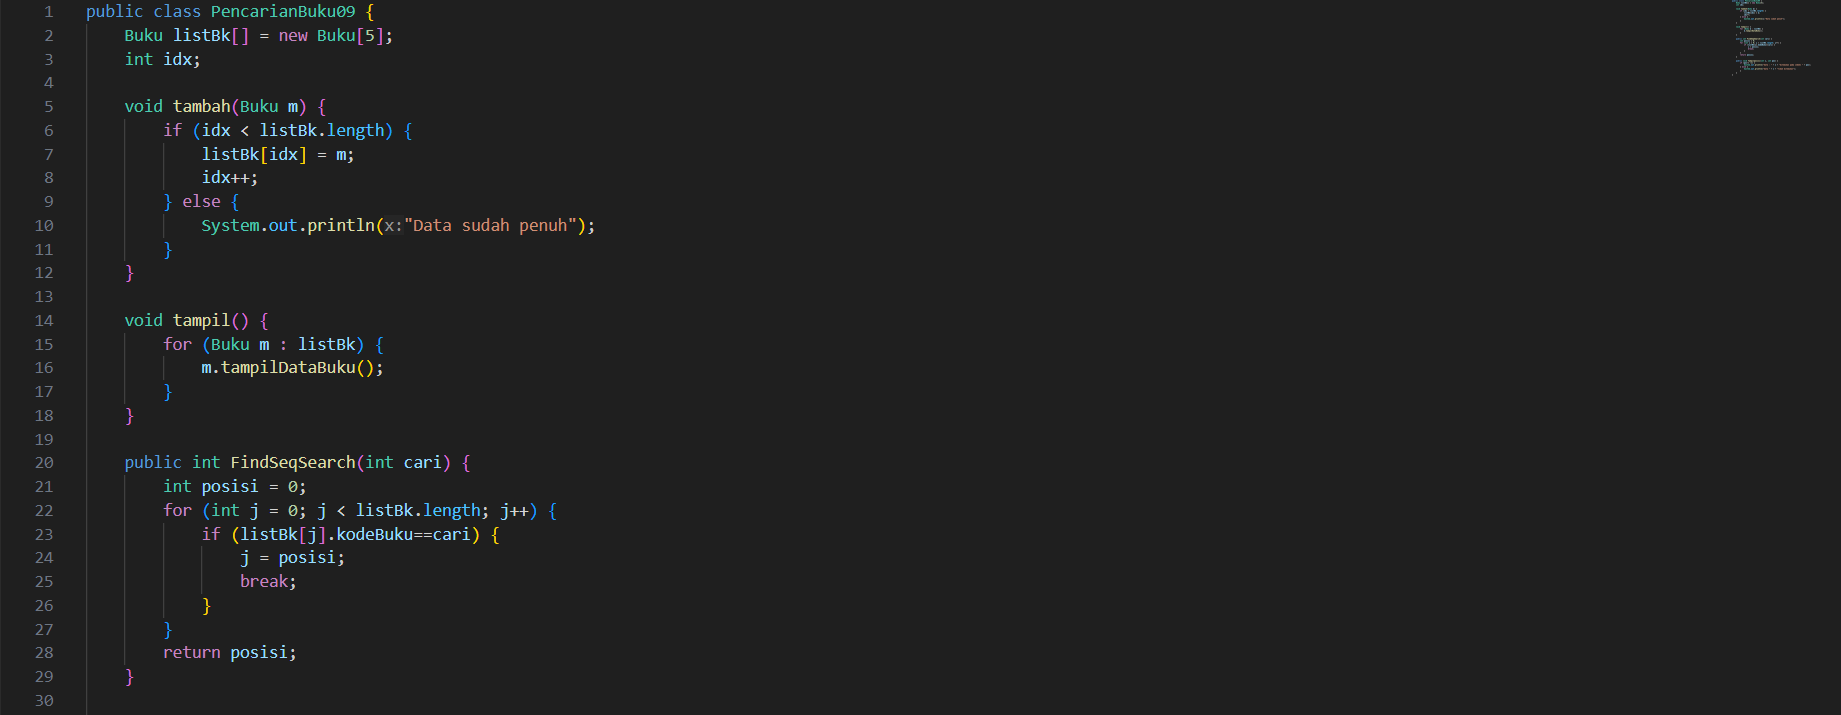 1 public class PencarianBuku09 {
2 Buku listBk[] = new Buku[5];
3 int idx;
4
5 void tambah(Buku m) {
6 if (idx < listBk.length) {
7 listBk[idx] = m;
8 idx++;
9 } else {
10 System.out.println(x:"Data sudah penuh");
11 }
12 }
13
14 void tampil() {
15 for (Buku m : listBk) {
16 m.tampilDataBuku();
17 }
18 }
19
20 public int FindSeqSearch(int cari) {
21 int posisi = 0;
22 for (int j = 0; j < listBk.length; j++) {
23 if (listBk[j].kodeBuku==cari) {
24 j = posisi;
25 break;
26 }
27 }
28 return posisi;
29 }
30